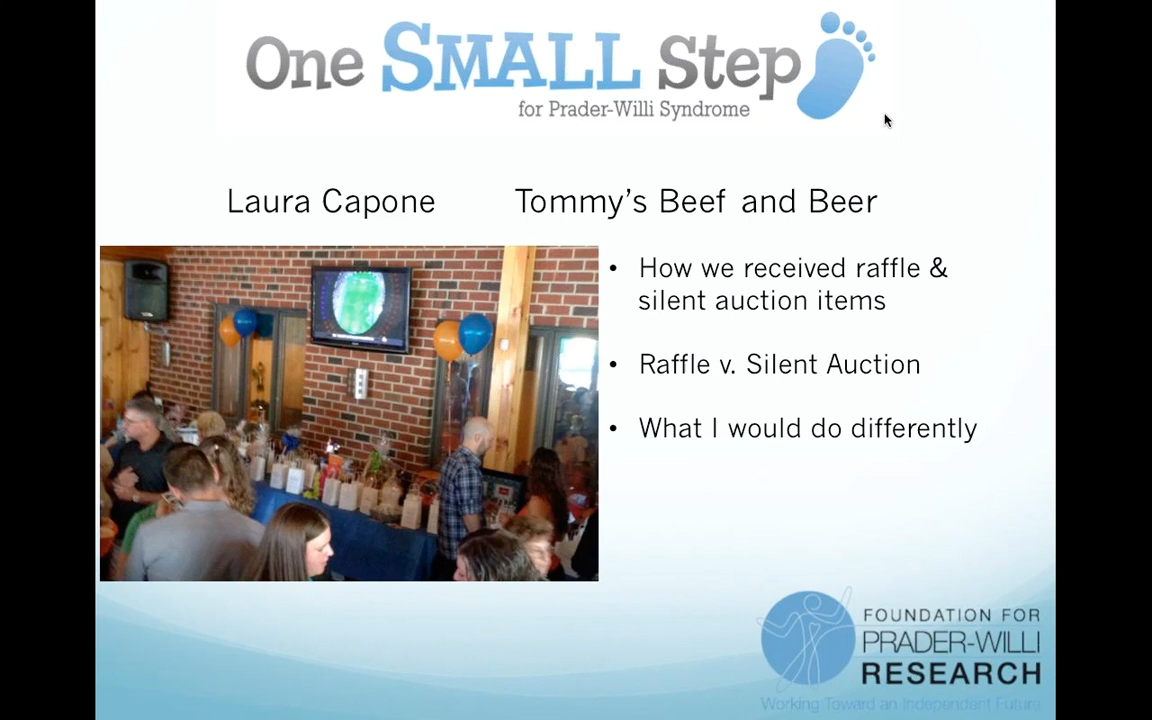 One SMALL Step
for Prader-Willi Syndrome
Laura Capone
Tommy's Beef and Beer
• How we received raffle &
silent auction items
• Raffle v. Silent Auction
• What I would do differently
FOUNDATION FOR
PRADER-WILLI
RESEARCH
Working Toward an Independent Future